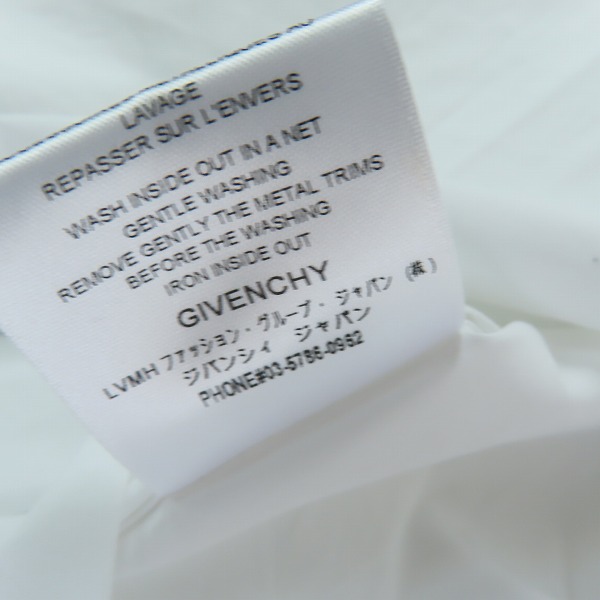 LAVAGE
REPASSER SUR L'ENVERS
WASH INSIDE OUT IN A NET
GENTLE WASHING
REMOVE GENTLY THE METAL TRIMS
BEFORE THE WASHING
IRON INSIDE OUT
GIVENCHY
LVMH ファッション・グループ・ジャパン (株)
ジバンシィ ジャパン
PHONE#03-5786-0962